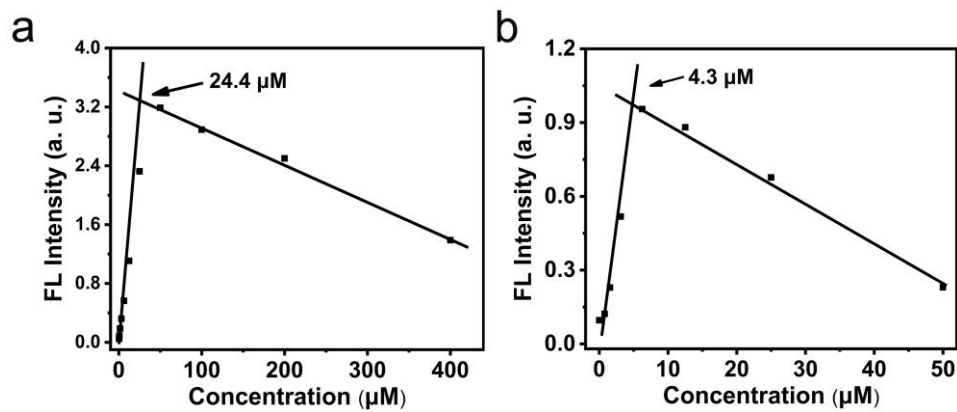 a
FL Intensity (a. u.)
4.0
3.2
2.4
1.6
0.8
0.0
24.4 μM
0 100 200 300 400
Concentration (μM)
b
FL Intensity (a. u.)
1.2
0.9
0.6
0.3
0.0
4.3 μM
0 10 20 30 40 50
Concentration (μM)